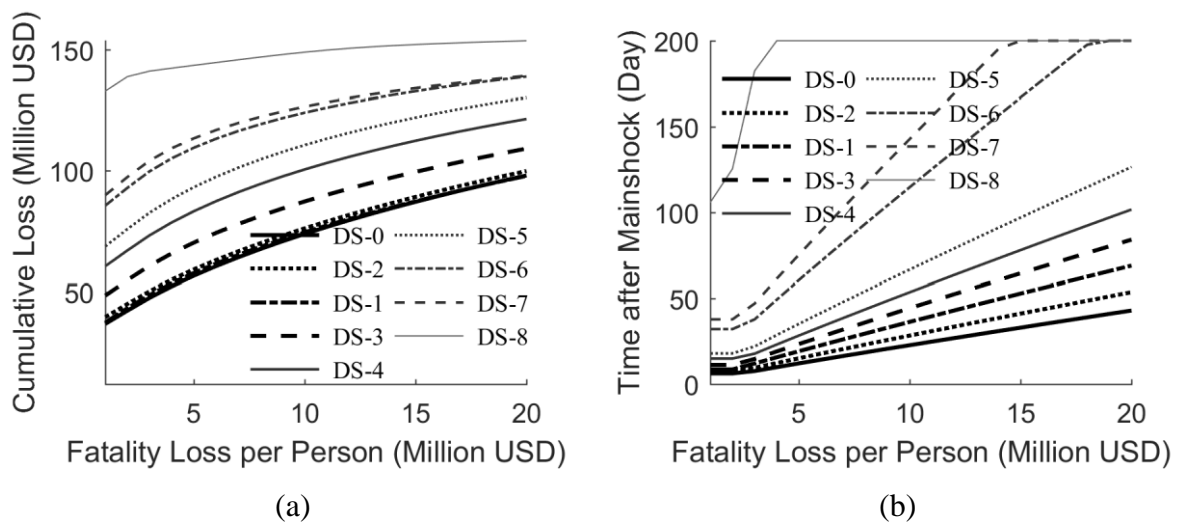 Cumulative Loss (Million USD)
150
100
50
5
10
15
20
DS-0
DS-2
DS-1
DS-3
DS-4
DS-5
DS-6
DS-7
DS-8
Fatality Loss per Person (Million USD)
(a)
Time after Mainshock (Day)
200
150
100
50
0
5
10
15
20
DS-0
DS-2
DS-1
DS-3
DS-4
DS-5
DS-6
DS-7
DS-8
Fatality Loss per Person (Million USD)
(b)